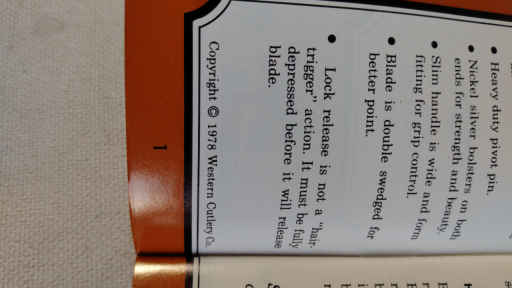 • Heavy duty pivot pin.
• Nickel silver bolsters on both
ends for strength and beauty.
• Slim handle is wide and form
fitting for grip control.
• Blade is double swedged for
better point.
• Lock release is not a "hair-
trigger" action. It must be fully
depressed before it will release
blade.
Copyright © 1978 Western Cutlery Co.
1